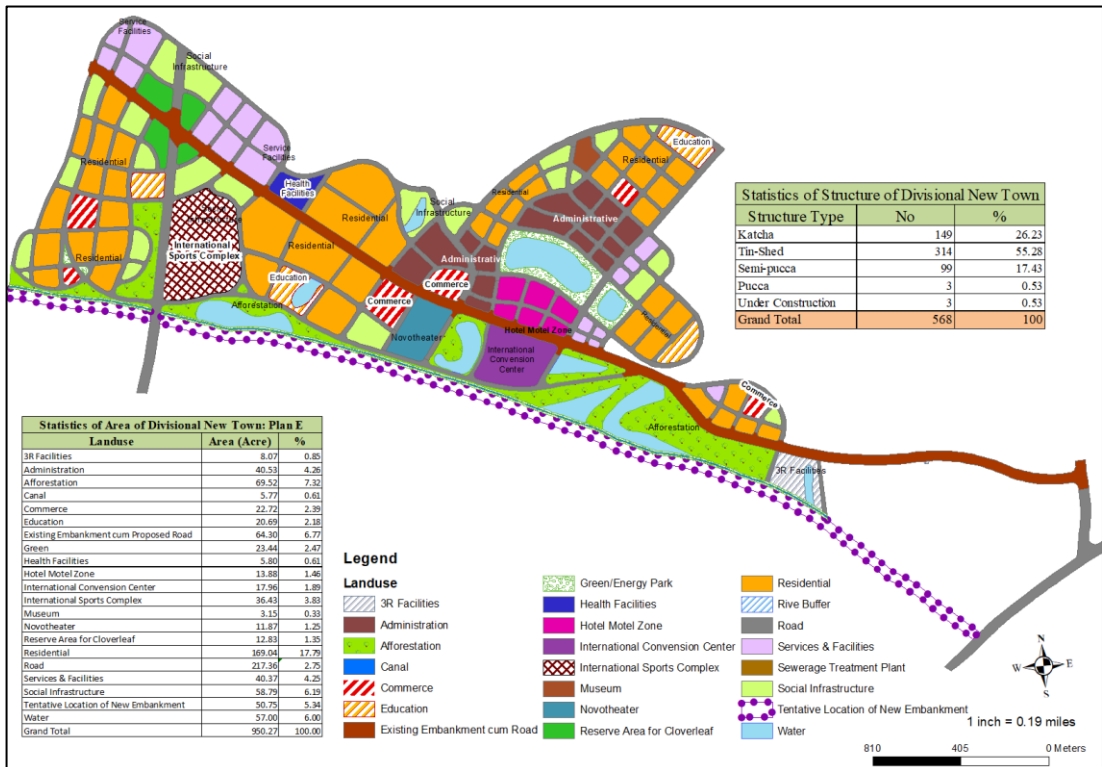 Service
Facilities
Social
Infrastructure
Service
Facilities
Residential
Health
Facilities
Residential
International
Sports Complex
Residential
Residential
Education
Afforestation
Commerce
Novotheater
Administrative
Commerce
Social
Infrastructure
Residential
Administrative
Residential
Education
Hotel Motel Zone
International
Convension
Center
Residential
Commerce
Afforestation
3R Facilities
Statistics of Structure of Divisional New Town
Structure Type No %
Katcha 149 26.23
Tin-Shed 314 55.28
Semi-pucca 99 17.43
Pucca 3 0.53
Under Construction 3 0.53
Grand Total 568 100
Statistics of Area of Divisional New Town: Plan E
Landuse Area (Acre) %
3R Facilities 8.07 0.85
Administration 40.53 4.26
Afforestation 69.52 7.32
Canal 5.77 0.61
Commerce 22.72 2.39
Education 20.69 2.18
Existing Embankment cum Proposed Road 64.30 6.77
Green 23.44 2.47
Health Facilities 5.80 0.61
Hotel Motel Zone 13.88 1.46
International Convension Center 17.96 1.89
International Sports Complex 36.43 3.83
Museum 3.15 0.33
Novotheater 11.87 1.25
Reserve Area for Cloverleaf 12.83 1.35
Residential 169.04 17.79
Road 217.36 2.75
Services & Facilities 40.37 4.25
Social Infrastructure 58.79 6.19
Tentative Location of New Embankment 50.75 5.34
Water 57.00 6.00
Grand Total 950.27 100.00
Legend
Landuse
3R Facilities
Administration
Afforestation
Canal
Commerce
Education
Existing Embankment cum Road
Green/Energy Park
Health Facilities
Hotel Motel Zone
International Convension Center
International Sports Complex
Museum
Novotheater
Reserve Area for Cloverleaf
Residential
Rive Buffer
Road
Services & Facilities
Sewerage Treatment Plant
Social Infrastructure
Tentative Location of New Embankment
Water
N
W E
S
1 inch = 0.19 miles
810 405 0 Meters